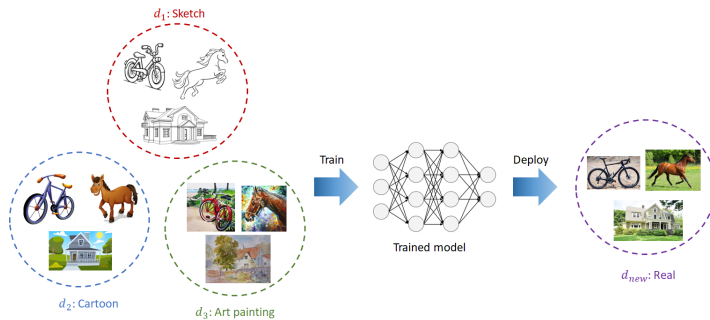 d₁: Sketch
Train
Deploy
Trained model
d₂: Cartoon
d₃: Art painting
dₙₑw: Real